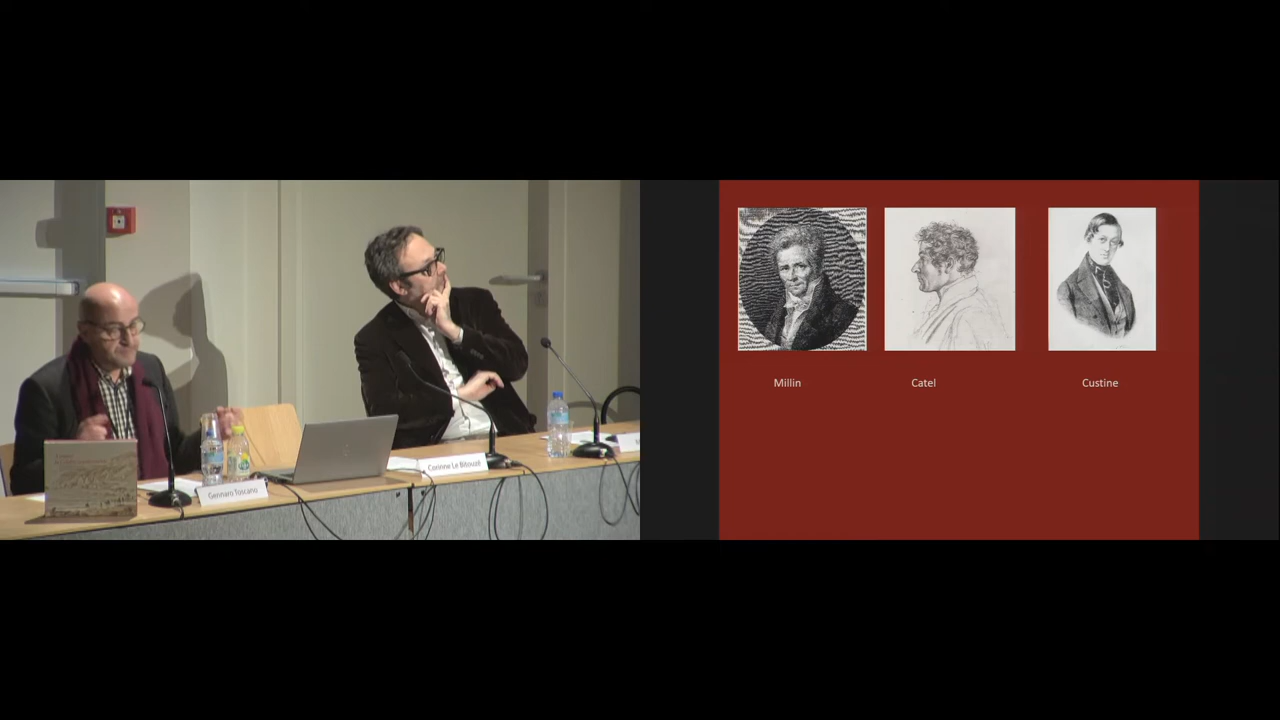 Gennaro Toscano
Corinne Le Bitouzé
Millin
Catel
Custine